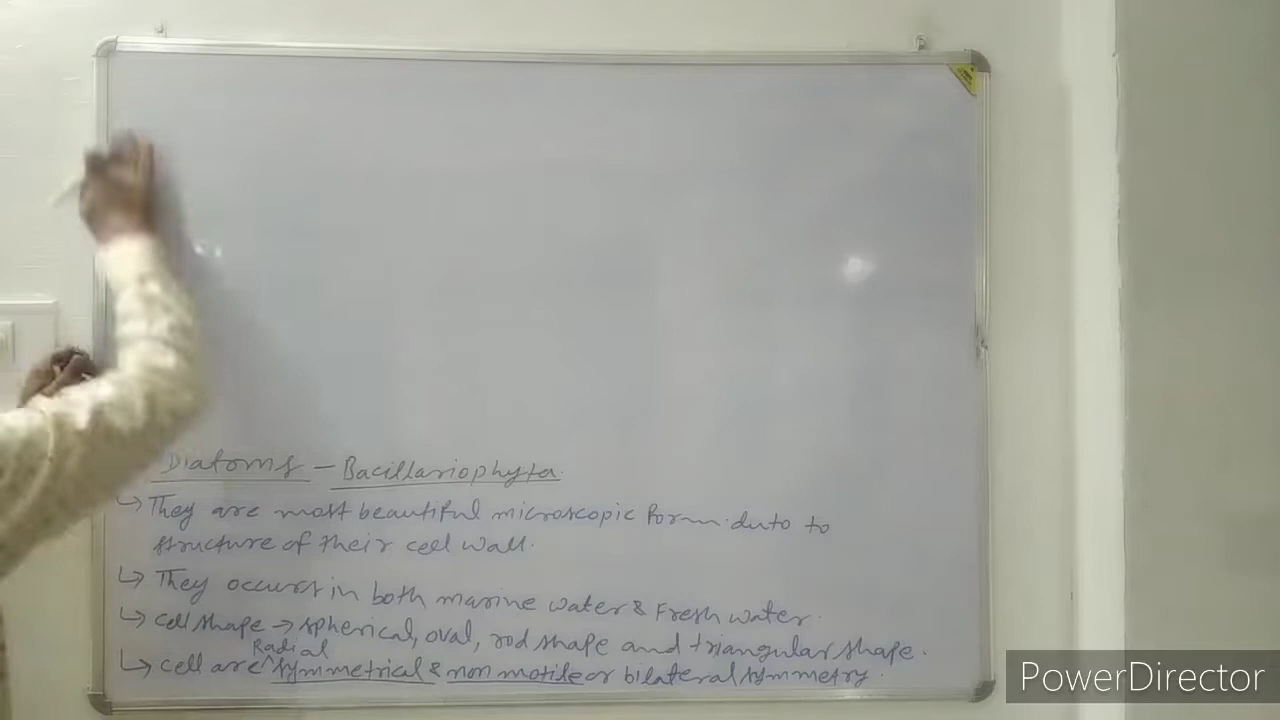 Diatoms - Bacillariophyta.
↳ They are most beautiful microscopic form duto to
structure of their cell wall.
↳ They occurs in both marine water & Fresh water.
↳ cell shape → spherical, oval, rod shape and triangular shape.
Radial
↳ cell are ^ symmetrical & non motile or bilateral symmetry.
PowerDirector